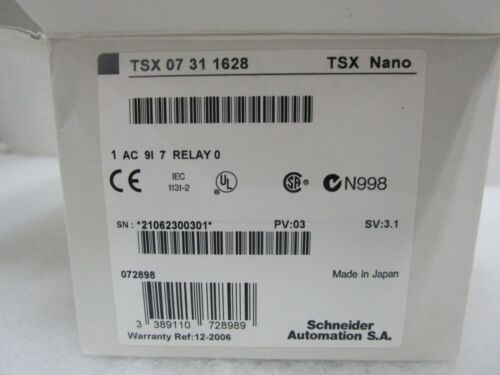 TSX 07 31 1628 TSX Nano
1 AC 9I 7 RELAY 0
CE IEC 1131-2 UL SA N998
SN : *21062300301* PV:03 SV:3.1
072898 Made in Japan
3 389110 728989
Schneider
Automation S.A.
Warranty Ref:12-2006